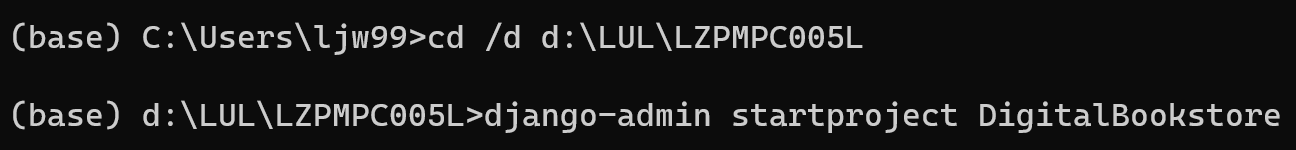 (base) C:\Users\ljw99>cd /d d:\LUL\LZPMPC005L
(base) d:\LUL\LZPMPC005L>django-admin startproject DigitalBookstore